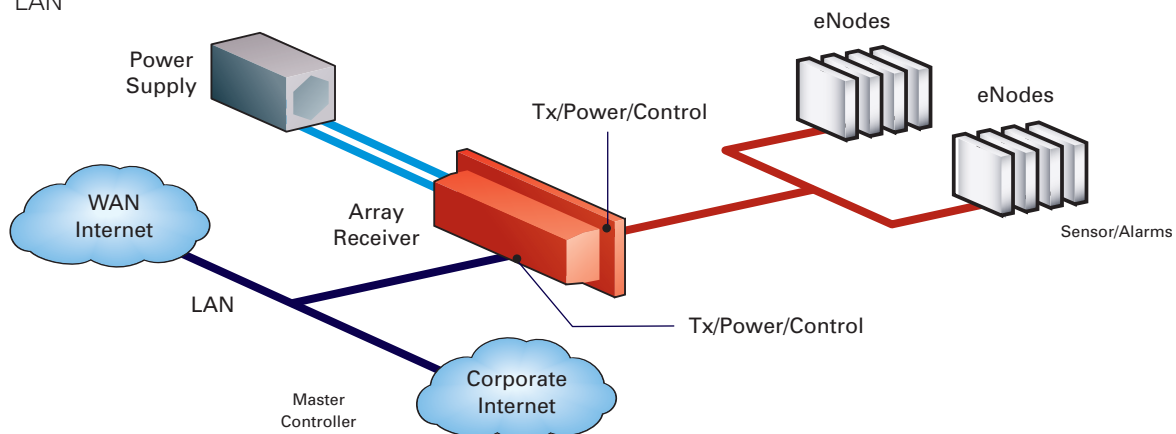 LAN
eNodes
Power
Supply
eNodes
Tx/Power/Control
WAN
Internet
Array
Receiver
Sensor/Alarms
LAN
Tx/Power/Control
Corporate
Internet
Master
Controller